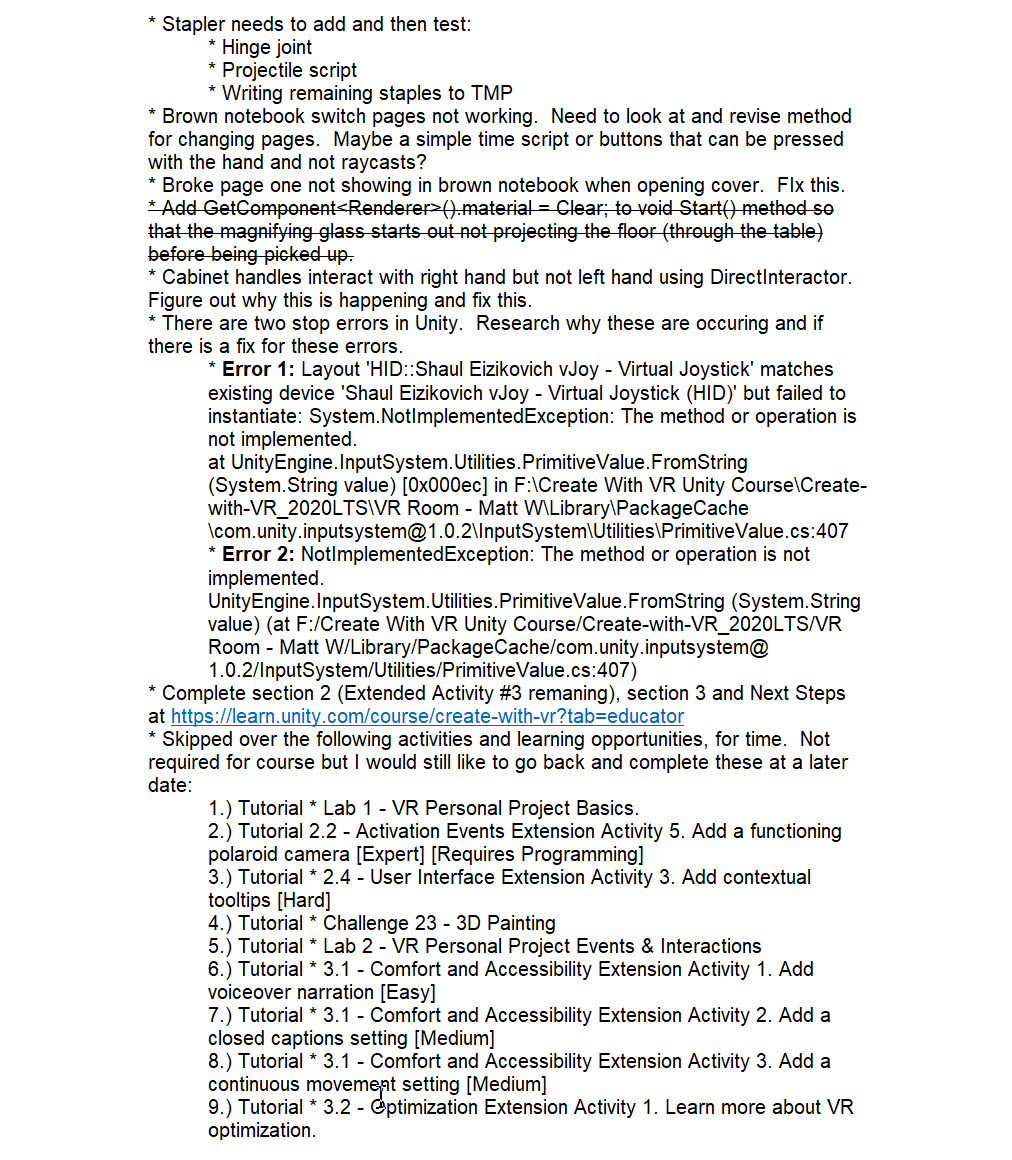 * Stapler needs to add and then test:
* Hinge joint
* Projectile script
* Writing remaining staples to TMP
* Brown notebook switch pages not working.  Need to look at and revise method
for changing pages.  Maybe a simple time script or buttons that can be pressed
with the hand and not raycasts?
* Broke page one not showing in brown notebook when opening cover.  FIx this.
* Add GetComponent<Renderer>().material = Clear; to void Start() method so
that the magnifying glass starts out not projecting the floor (through the table)
before being picked up.
* Cabinet handles interact with right hand but not left hand using DirectInteractor.
Figure out why this is happening and fix this.
* There are two stop errors in Unity.  Research why these are occuring and if
there is a fix for these errors.
* Error 1: Layout 'HID::Shaul Eizikovich vJoy - Virtual Joystick' matches
existing device 'Shaul Eizikovich vJoy - Virtual Joystick (HID)' but failed to
instantiate: System.NotImplementedException: The method or operation is
not implemented.
at UnityEngine.InputSystem.Utilities.PrimitiveValue.FromString
(System.String value) [0x000ec] in F:\Create With VR Unity Course\Create-
with-VR_2020LTS\VR Room - Matt W\Library\PackageCache
\com.unity.inputsystem@1.0.2\InputSystem\Utilities\PrimitiveValue.cs:407
* Error 2: NotImplementedException: The method or operation is not
implemented.
UnityEngine.InputSystem.Utilities.PrimitiveValue.FromString (System.String
value) (at F:/Create With VR Unity Course/Create-with-VR_2020LTS/VR
Room - Matt W/Library/PackageCache/com.unity.inputsystem@
1.0.2/InputSystem/Utilities/PrimitiveValue.cs:407)
* Complete section 2 (Extended Activity #3 remaning), section 3 and Next Steps
at https://learn.unity.com/course/create-with-vr?tab=educator
* Skipped over the following activities and learning opportunities, for time.  Not
required for course but I would still like to go back and complete these at a later
date:
1.) Tutorial * Lab 1 - VR Personal Project Basics.
2.) Tutorial 2.2 - Activation Events Extension Activity 5. Add a functioning
polaroid camera [Expert] [Requires Programming]
3.) Tutorial * 2.4 - User Interface Extension Activity 3. Add contextual
tooltips [Hard]
4.) Tutorial * Challenge 23 - 3D Painting
5.) Tutorial * Lab 2 - VR Personal Project Events & Interactions
6.) Tutorial * 3.1 - Comfort and Accessibility Extension Activity 1. Add
voiceover narration [Easy]
7.) Tutorial * 3.1 - Comfort and Accessibility Extension Activity 2. Add a
closed captions setting [Medium]
8.) Tutorial * 3.1 - Comfort and Accessibility Extension Activity 3. Add a
continuous movement setting [Medium]
9.) Tutorial * 3.2 - Optimization Extension Activity 1. Learn more about VR
optimization.